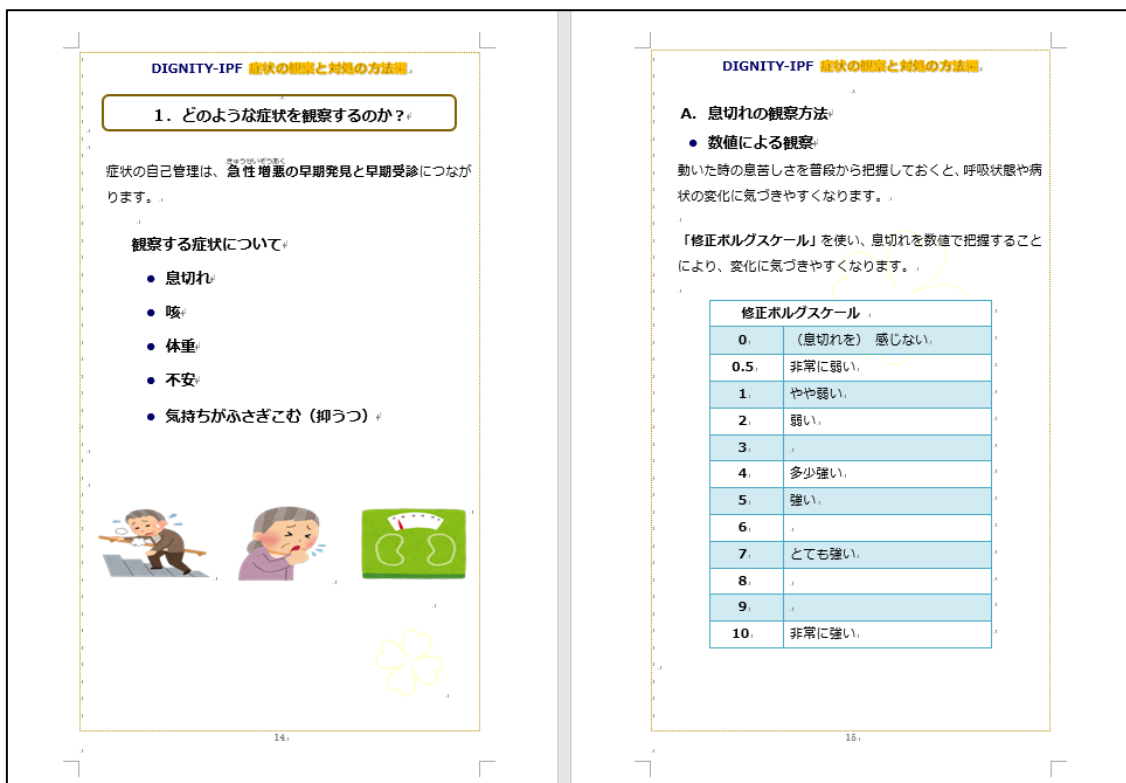 DIGNITY-IPF 症状の観察と対処の方法編
1．どのような症状を観察するのか？
きゅうせいぞうあく
症状の自己管理は、急性増悪の早期発見と早期受診につなが
ります。
観察する症状について
● 息切れ
● 咳
● 体重
● 不安
● 気持ちがふさぎこむ（抑うつ）
14
DIGNITY-IPF 症状の観察と対処の方法編
A. 息切れの観察方法
● 数値による観察
動いた時の息苦しさを普段から把握しておくと、呼吸状態や病
状の変化に気づきやすくなります。
「修正ボルグスケール」を使い、息切れを数値で把握すること
により、変化に気づきやすくなります。
修正ボルグスケール
0 （息切れを） 感じない
0.5 非常に弱い
1 やや弱い
2 弱い
3
4 多少強い
5 強い
6
7 とても強い
8
9
10 非常に強い
15